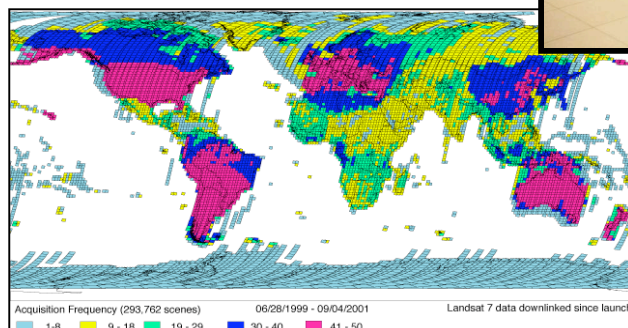 Acquisition Frequency (293,762 scenes) 06/28/1999 - 09/04/2001 Landsat 7 data downlinked since launch
1-8 9 - 18 19 - 29 30 - 40 41 - 50